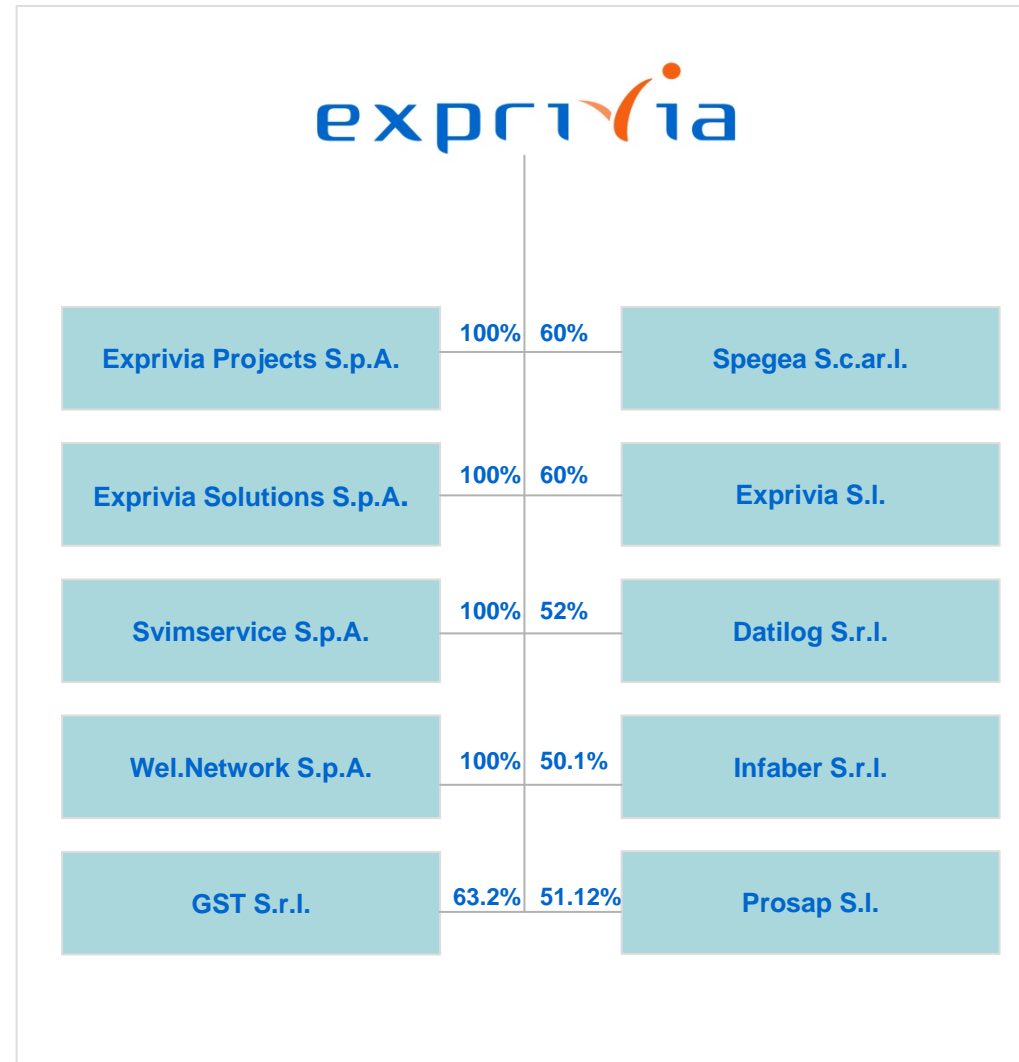 exprivia
100% 60%
Exprivia Projects S.p.A. Spegea S.c.ar.l.
100% 60%
Exprivia Solutions S.p.A. Exprivia S.l.
100% 52%
Svimservice S.p.A. Datilog S.r.l.
100% 50.1%
Wel.Network S.p.A. Infaber S.r.l.
63.2% 51.12%
GST S.r.l. Prosap S.l.